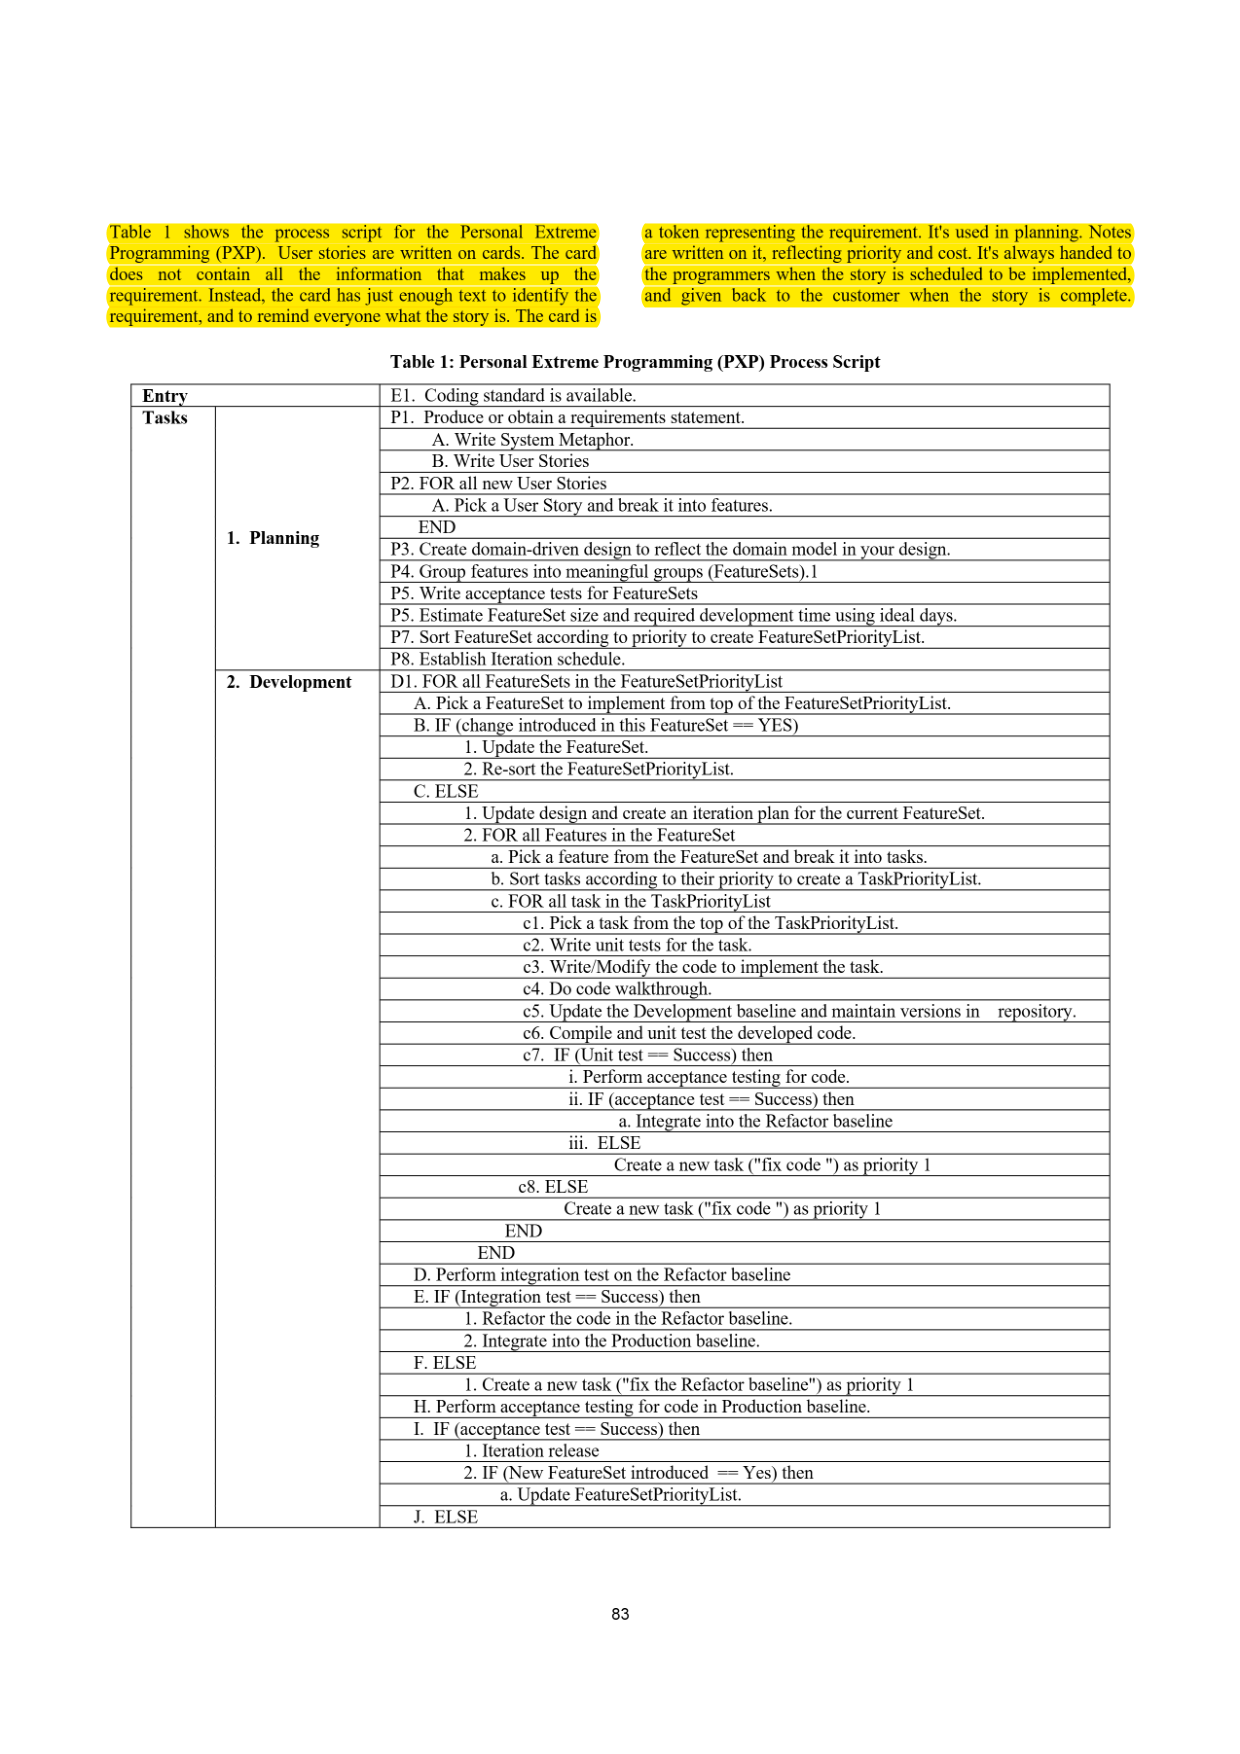 Table 1 shows the process script for the Personal Extreme
Programming (PXP).  User stories are written on cards. The card
does not contain all the information that makes up the
requirement. Instead, the card has just enough text to identify the
requirement, and to remind everyone what the story is. The card is
a token representing the requirement. It's used in planning. Notes
are written on it, reflecting priority and cost. It's always handed to
the programmers when the story is scheduled to be implemented,
and given back to the customer when the story is complete.
Table 1: Personal Extreme Programming (PXP) Process Script
Entry E1. Coding standard is available.
Tasks P1. Produce or obtain a requirements statement.
A. Write System Metaphor.
B. Write User Stories
P2. FOR all new User Stories
A. Pick a User Story and break it into features.
END
1. Planning
P3. Create domain-driven design to reflect the domain model in your design.
P4. Group features into meaningful groups (FeatureSets).1
P5. Write acceptance tests for FeatureSets
P5. Estimate FeatureSet size and required development time using ideal days.
P7. Sort FeatureSet according to priority to create FeatureSetPriorityList.
P8. Establish Iteration schedule.
2. Development D1. FOR all FeatureSets in the FeatureSetPriorityList
A. Pick a FeatureSet to implement from top of the FeatureSetPriorityList.
B. IF (change introduced in this FeatureSet == YES)
1. Update the FeatureSet.
2. Re-sort the FeatureSetPriorityList.
C. ELSE
1. Update design and create an iteration plan for the current FeatureSet.
2. FOR all Features in the FeatureSet
a. Pick a feature from the FeatureSet and break it into tasks.
b. Sort tasks according to their priority to create a TaskPriorityList.
c. FOR all task in the TaskPriorityList
c1. Pick a task from the top of the TaskPriorityList.
c2. Write unit tests for the task.
c3. Write/Modify the code to implement the task.
c4. Do code walkthrough.
c5. Update the Development baseline and maintain versions in repository.
c6. Compile and unit test the developed code.
c7. IF (Unit test == Success) then
i. Perform acceptance testing for code.
ii. IF (acceptance test == Success) then
a. Integrate into the Refactor baseline
iii. ELSE
Create a new task ("fix code ") as priority 1
c8. ELSE
Create a new task ("fix code ") as priority 1
END
END
D. Perform integration test on the Refactor baseline
E. IF (Integration test == Success) then
1. Refactor the code in the Refactor baseline.
2. Integrate into the Production baseline.
F. ELSE
1. Create a new task ("fix the Refactor baseline") as priority 1
H. Perform acceptance testing for code in Production baseline.
I. IF (acceptance test == Success) then
1. Iteration release
2. IF (New FeatureSet introduced == Yes) then
a. Update FeatureSetPriorityList.
J. ELSE
83